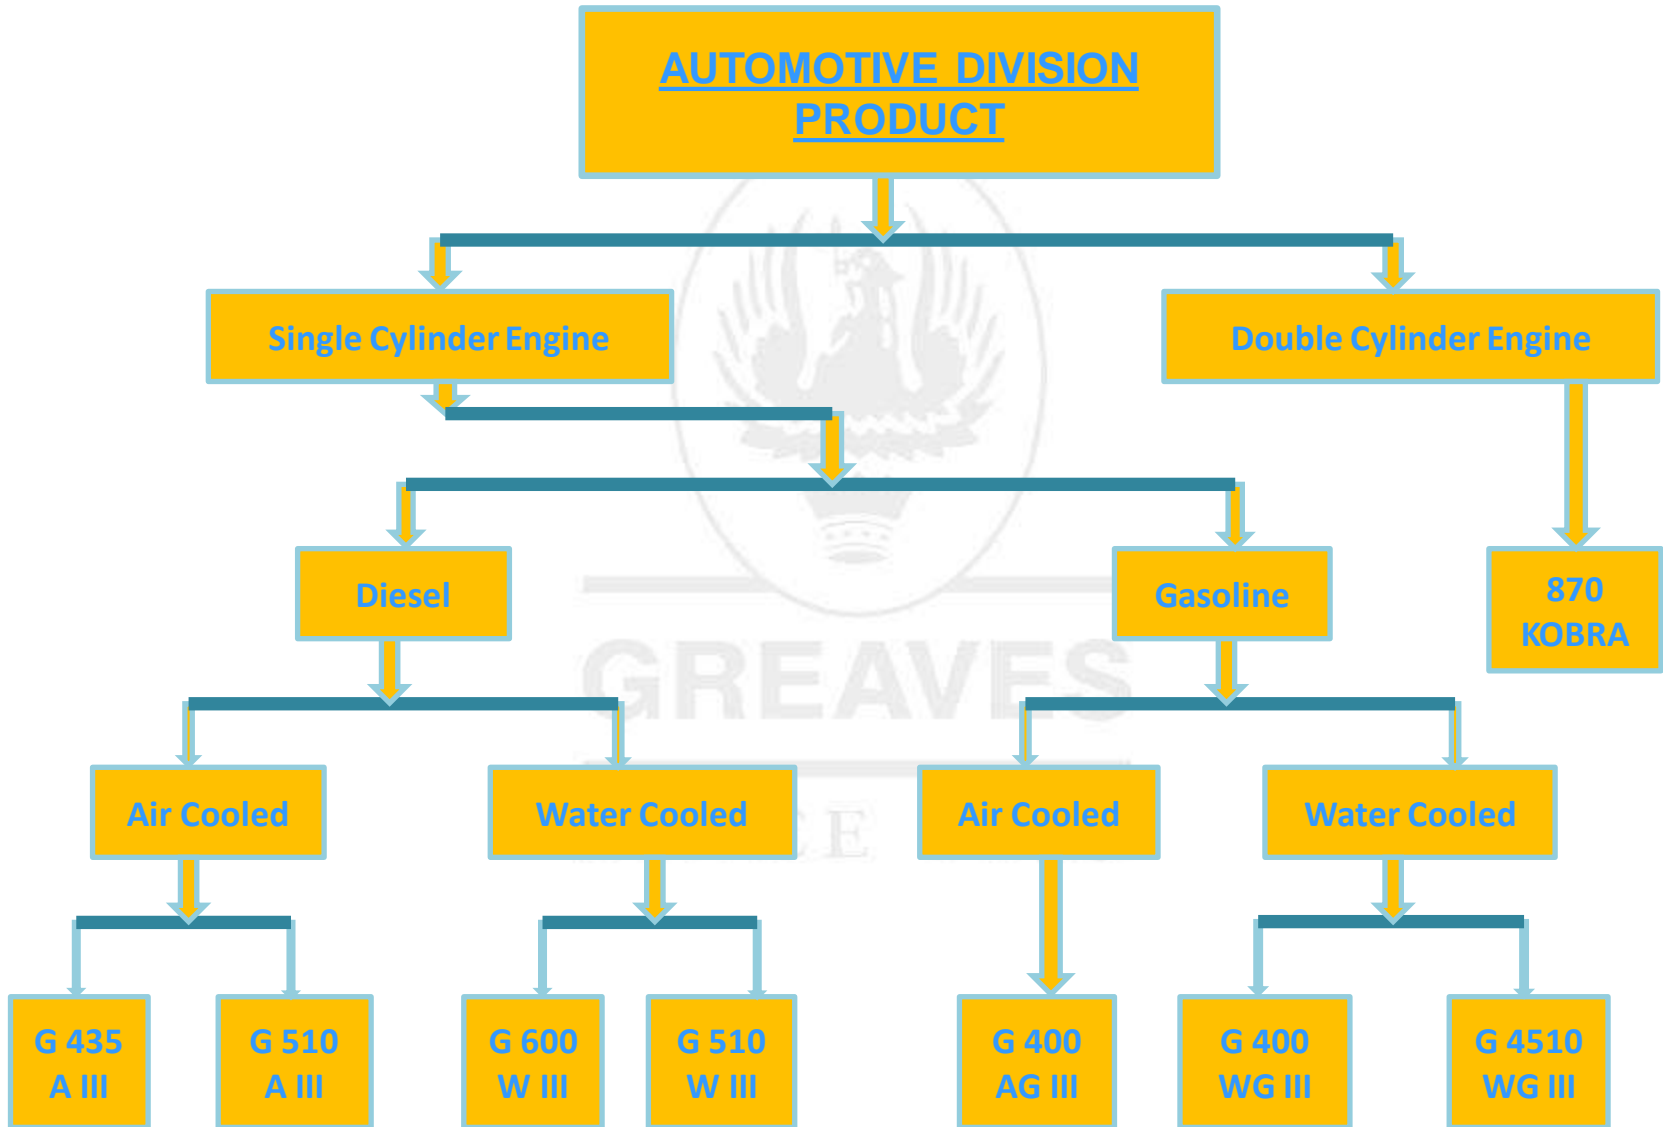 AUTOMOTIVE DIVISION
PRODUCT
Single Cylinder Engine
Double Cylinder Engine
Diesel
Gasoline
870
KOBRA
GREAVES
Air Cooled
Water Cooled
Air Cooled
Water Cooled
G 435
A III
G 510
A III
G 600
W III
G 510
W III
G 400
AG III
G 400
WG III
G 4510
WG III